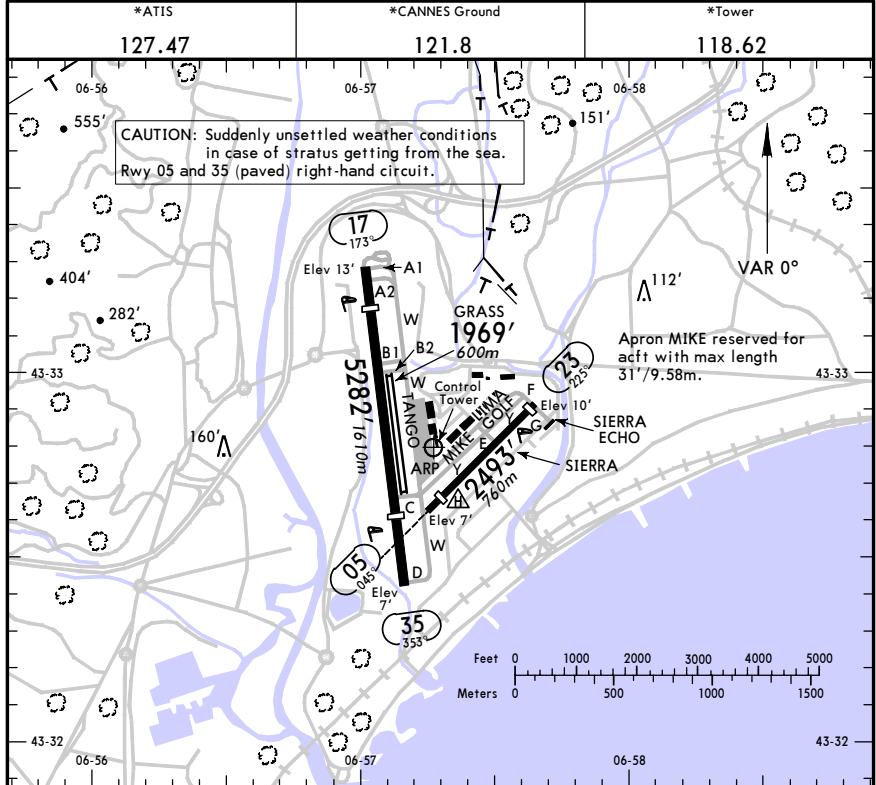 *ATIS
127.47
*CANNES Ground
121.8
*Tower
118.62
06-56
06-57
06-58
T
T
T
555'
151'
CAUTION: Suddenly unsettled weather conditions
in case of stratus getting from the sea.
Rwy 05 and 35 (paved) right-hand circuit.
17
173°
T
VAR 0°
Elev 13'
A1
404'
T
T
112'
A2
282'
W
GRASS
1969'
600m
Apron MIKE reserved for
acft with max length
31'/9.58m.
B1
B2
43-33
43-33
W
23
225°
Control
Tower
5282' 1610m
TANGO
LIMA
GOLF
MIKE
F
Elev 10'
Y
G
SIERRA
ECHO
160'
E
ARP
Y
SIERRA
2493'
760m
H
C
Elev 7'
W
05
045°
D
Elev
7'
35
353°
Feet 0 1000 2000 3000 4000 5000
Meters 0 500 1000 1500
43-32
43-32
06-56
06-57
06-58